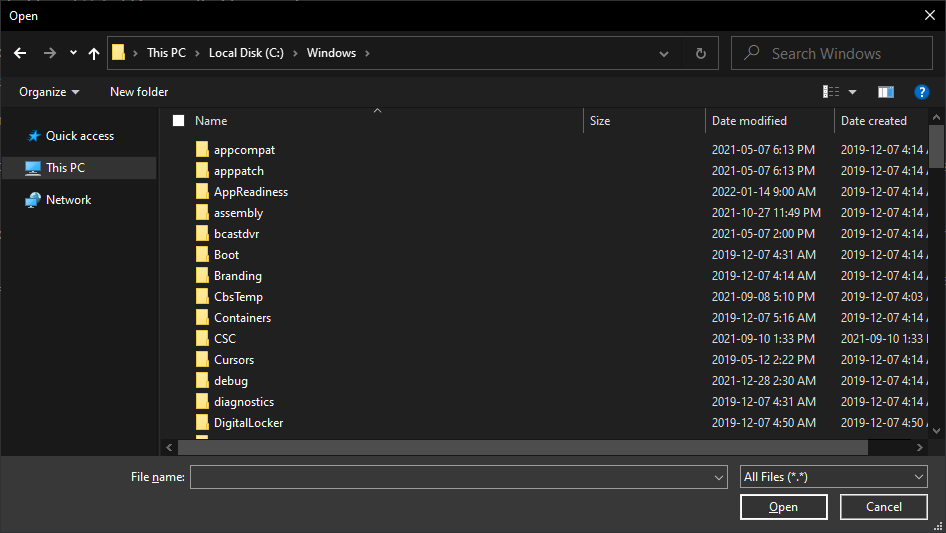 Open
This PC Local Disk (C:) Windows Search Windows
Organize New folder
Name Size Date modified Date created
Quick access
This PC
Network
appcompat 2021-05-07 6:13 PM 2019-12-07 4:14
apppatch 2021-05-07 6:13 PM 2019-12-07 4:14
AppReadiness 2022-01-14 9:00 AM 2019-12-07 4:14
assembly 2021-10-27 11:49 PM 2019-12-07 4:14
bcastdvr 2021-05-07 2:00 PM 2019-12-07 4:14
Boot 2019-12-07 4:31 AM 2019-12-07 4:14
Branding 2019-12-07 4:14 AM 2019-12-07 4:14
CbsTemp 2021-09-08 5:10 PM 2019-12-07 4:03
Containers 2019-12-07 5:16 AM 2019-12-07 4:14
CSC 2021-09-10 1:33 PM 2021-09-10 1:33
Cursors 2019-05-12 2:22 PM 2019-12-07 4:14
debug 2021-12-28 2:30 AM 2019-12-07 4:14
diagnostics 2019-12-07 4:31 AM 2019-12-07 4:14
DigitalLocker 2019-12-07 4:50 AM 2019-12-07 4:50
File name: All Files (*.*)
Open Cancel